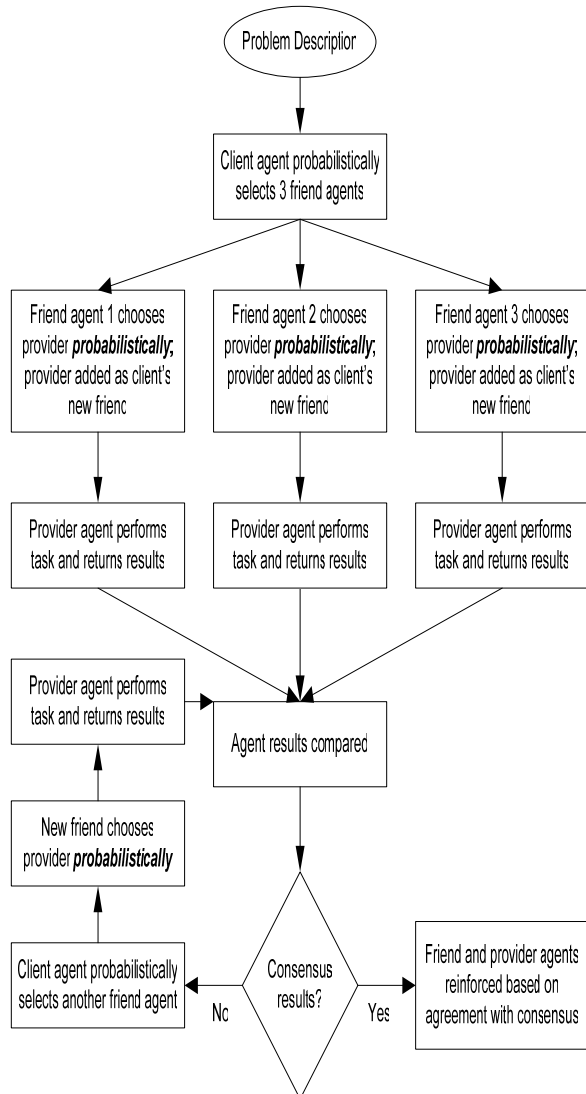 Problem Description
Client agent probabilistically
selects 3 friend agents
Friend agent 1 chooses
provider probabilistically;
provider added as client's
new friend
Friend agent 2 chooses
provider probabilistically;
provider added as client's
new friend
Friend agent 3 chooses
provider probabilistically;
provider added as client's
new friend
Provider agent performs
task and returns results
Provider agent performs
task and returns results
Provider agent performs
task and returns results
Provider agent performs
task and returns results
Agent results compared
New friend chooses
provider probabilistically
Client agent probabilistically
selects another friend agent
No
Consensus
results?
Yes
Friend and provider agents
reinforced based on
agreement with consensus